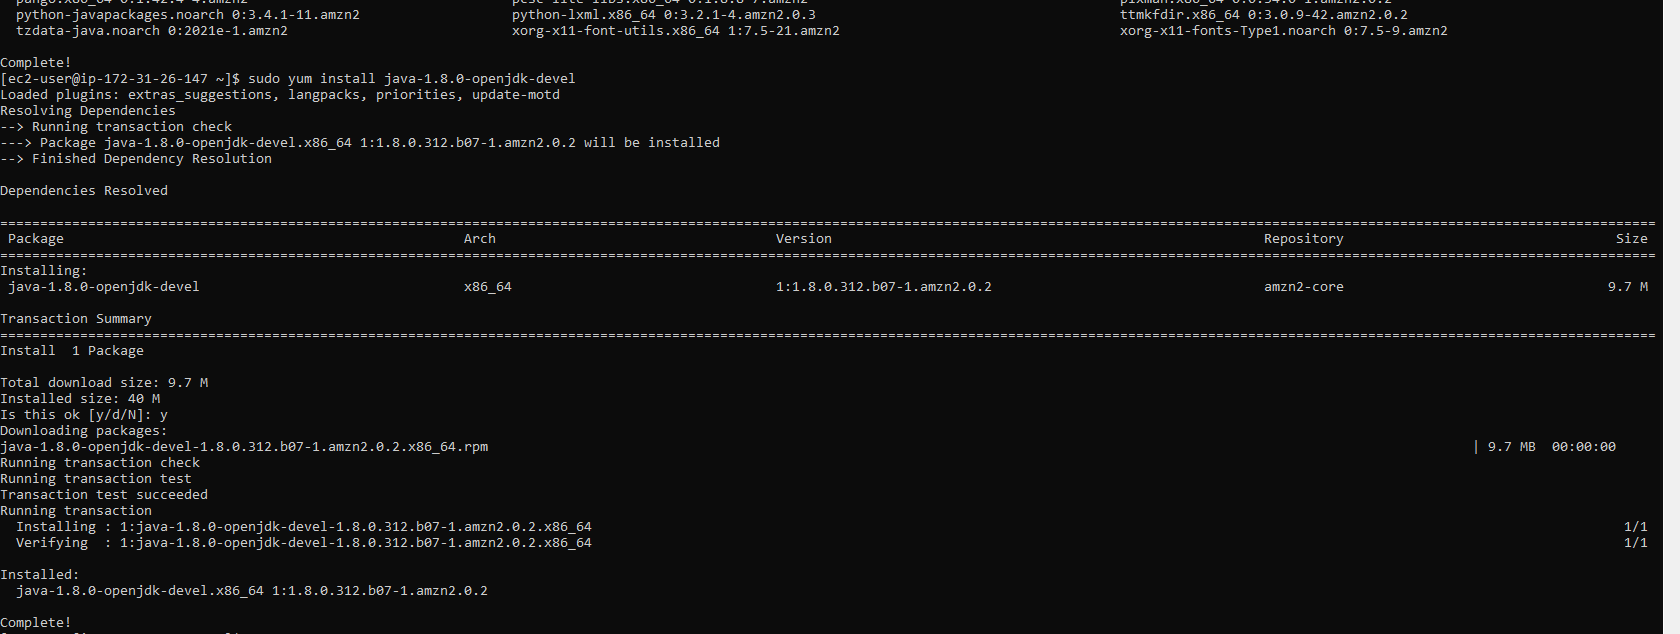 python-javapackages.noarch 0:3.4.1-11.amzn2 python-lxml.x86_64 0:3.2.1-4.amzn2.0.3 ttmkfdir.x86_64 0:3.0.9-42.amzn2.0.2
tzdata-java.noarch 0:2021e-1.amzn2 xorg-x11-font-utils.x86_64 1:7.5-21.amzn2 xorg-x11-fonts-Type1.noarch 0:7.5-9.amzn2
Complete!
[ec2-user@ip-172-31-26-147 ~]$ sudo yum install java-1.8.0-openjdk-devel
Loaded plugins: extras_suggestions, langpacks, priorities, update-motd
Resolving Dependencies
--> Running transaction check
---> Package java-1.8.0-openjdk-devel.x86_64 1:1.8.0.312.b07-1.amzn2.0.2 will be installed
--> Finished Dependency Resolution
Dependencies Resolved
Package Arch Version Repository Size
Installing:
java-1.8.0-openjdk-devel x86_64 1:1.8.0.312.b07-1.amzn2.0.2 amzn2-core 9.7 M
Transaction Summary
Install 1 Package
Total download size: 9.7 M
Installed size: 40 M
Is this ok [y/d/N]: y
Downloading packages:
java-1.8.0-openjdk-devel-1.8.0.312.b07-1.amzn2.0.2.x86_64.rpm | 9.7 MB 00:00:00
Running transaction check
Running transaction test
Transaction test succeeded
Running transaction
Installing : 1:java-1.8.0-openjdk-devel-1.8.0.312.b07-1.amzn2.0.2.x86_64 1/1
Verifying : 1:java-1.8.0-openjdk-devel-1.8.0.312.b07-1.amzn2.0.2.x86_64 1/1
Installed:
java-1.8.0-openjdk-devel.x86_64 1:1.8.0.312.b07-1.amzn2.0.2
Complete!